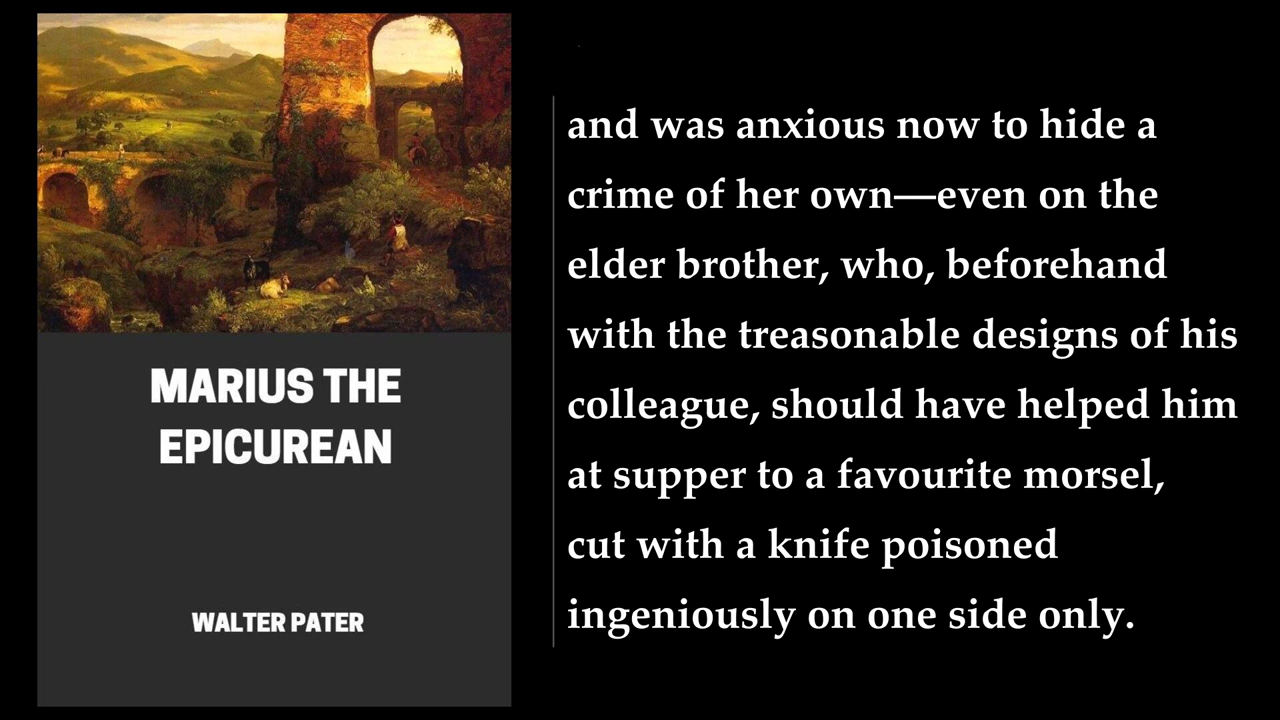 MARIUS THE
EPICUREAN
WALTER PATER
and was anxious now to hide a
crime of her own—even on the
elder brother, who, beforehand
with the treasonable designs of his
colleague, should have helped him
at supper to a favourite morsel,
cut with a knife poisoned
ingeniously on one side only.